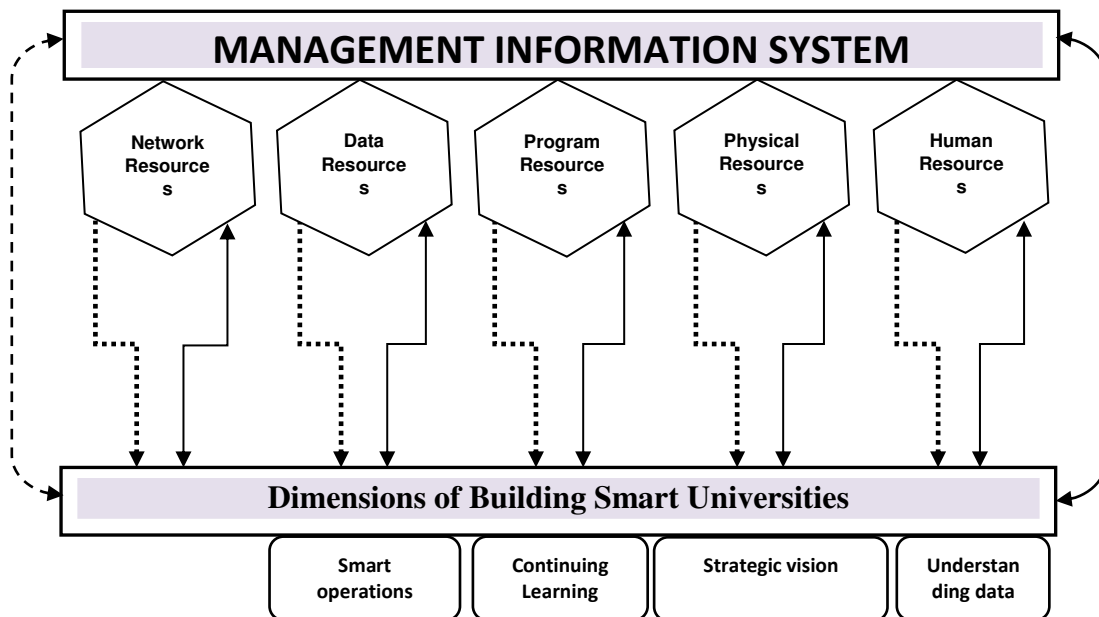 MANAGEMENT INFORMATION SYSTEM
Network
Resource
s
Data
Resource
s
Program
Resource
s
Physical
Resource
s
Human
Resource
s
Dimensions of Building Smart Universities
Smart
operations
Continuing
Learning
Strategic vision
Understan
ding data